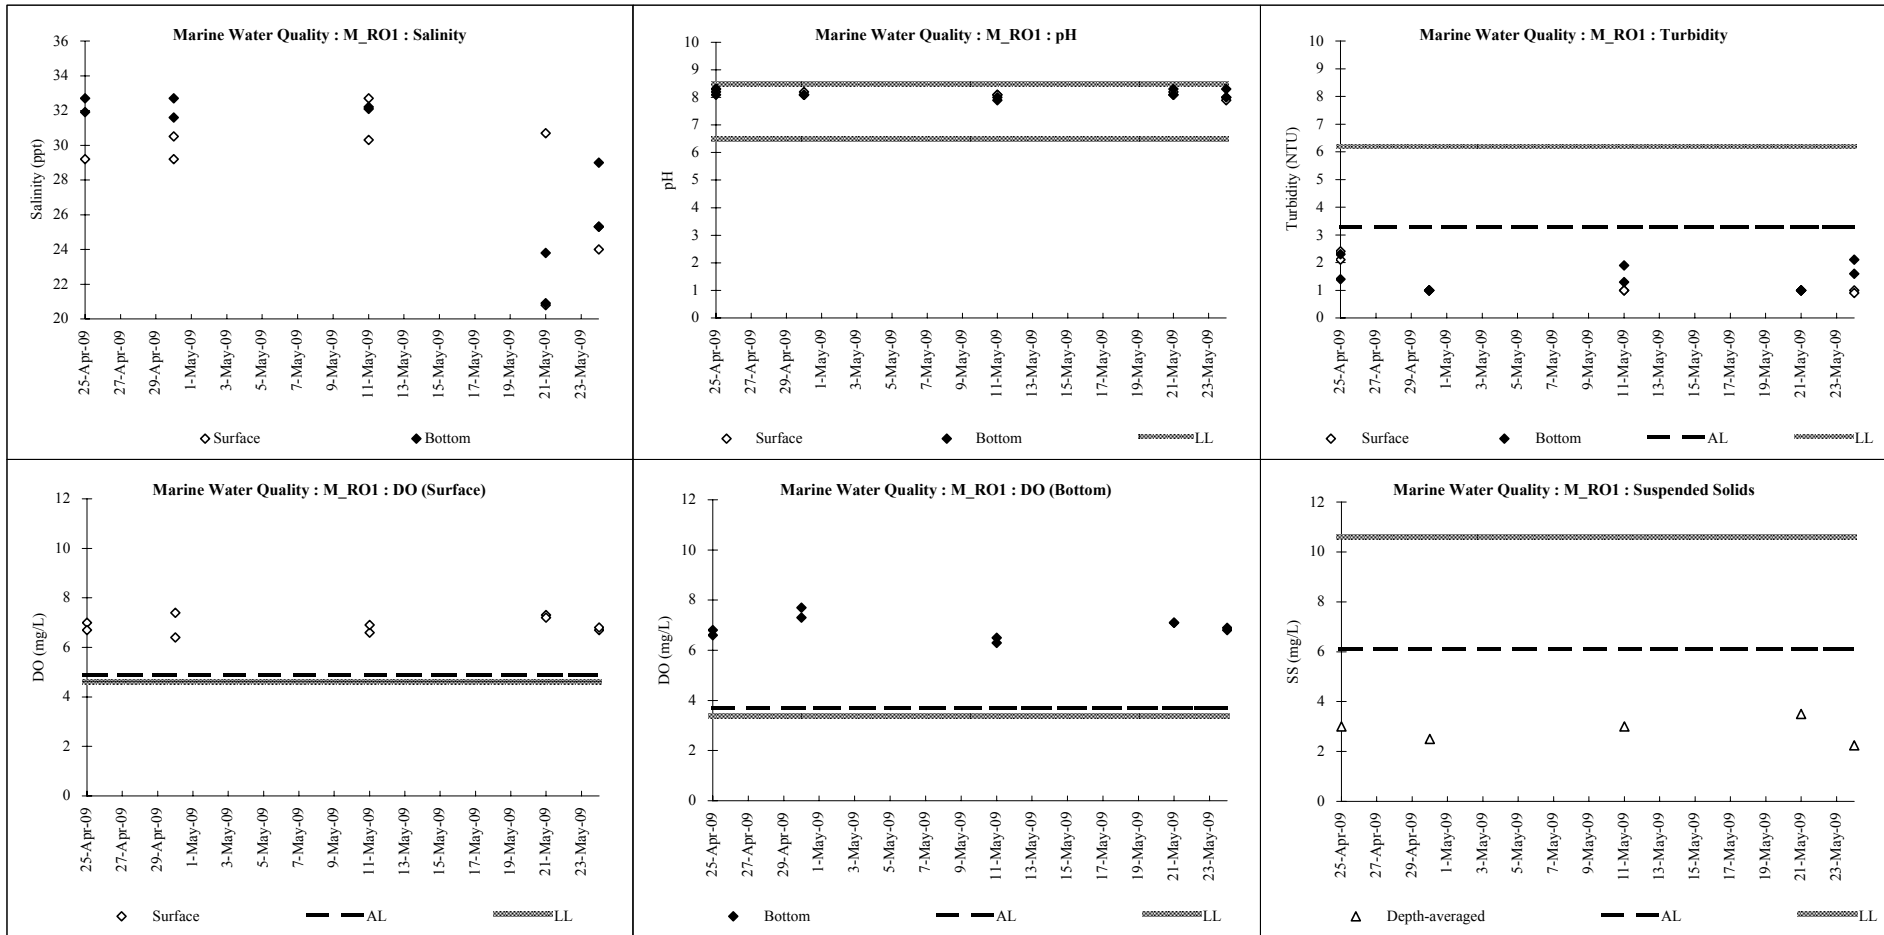 Marine Water Quality : M_RO1 : Salinity
36
34
32
30
28
26
24
22
20
Salinity (ppt)
25-Apr-09
27-Apr-09
29-Apr-09
1-May-09
3-May-09
5-May-09
7-May-09
9-May-09
11-May-09
13-May-09
15-May-09
17-May-09
19-May-09
21-May-09
23-May-09
Surface
Bottom
Marine Water Quality : M_RO1 : pH
10
9
8
7
6
5
4
3
2
1
0
pH
25-Apr-09
27-Apr-09
29-Apr-09
1-May-09
3-May-09
5-May-09
7-May-09
9-May-09
11-May-09
13-May-09
15-May-09
17-May-09
19-May-09
21-May-09
23-May-09
Surface
Bottom
LL
Marine Water Quality : M_RO1 : Turbidity
10
9
8
7
6
5
4
3
2
1
0
Turbidity (NTU)
25-Apr-09
27-Apr-09
29-Apr-09
1-May-09
3-May-09
5-May-09
7-May-09
9-May-09
11-May-09
13-May-09
15-May-09
17-May-09
19-May-09
21-May-09
23-May-09
Surface
Bottom
AL
LL
Marine Water Quality : M_RO1 : DO (Surface)
12
10
8
6
4
2
0
DO (mg/L)
25-Apr-09
27-Apr-09
29-Apr-09
1-May-09
3-May-09
5-May-09
7-May-09
9-May-09
11-May-09
13-May-09
15-May-09
17-May-09
19-May-09
21-May-09
23-May-09
Surface
AL
LL
Marine Water Quality : M_RO1 : DO (Bottom)
12
10
8
6
4
2
0
DO (mg/L)
25-Apr-09
27-Apr-09
29-Apr-09
1-May-09
3-May-09
5-May-09
7-May-09
9-May-09
11-May-09
13-May-09
15-May-09
17-May-09
19-May-09
21-May-09
23-May-09
Bottom
AL
LL
Marine Water Quality : M_RO1 : Suspended Solids
12
10
8
6
4
2
0
SS (mg/L)
25-Apr-09
27-Apr-09
29-Apr-09
1-May-09
3-May-09
5-May-09
7-May-09
9-May-09
11-May-09
13-May-09
15-May-09
17-May-09
19-May-09
21-May-09
23-May-09
Depth-averaged
AL
LL